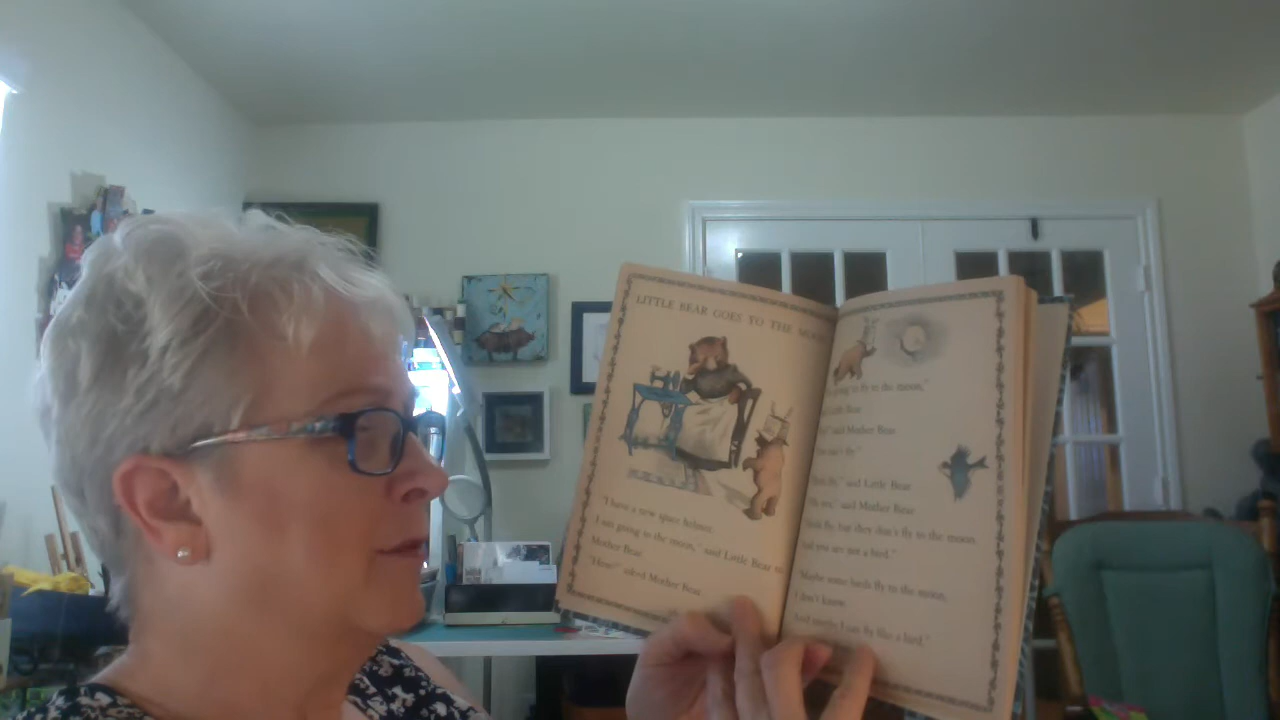 LITTLE BEAR GOES TO THE MOON
"I have a new space helmet.
I am going to the moon," said Little Bear to
Mother Bear.
"How?" asked Mother Bear.
going to fly to the moon,"
Little Bear.
said Mother Bear.
can't fly."
fly," said Little Bear.
"Oh, yes," said Mother Bear.
"Birds fly, but they don't fly to the moon.
And you are not a bird."
"Maybe some birds fly to the moon,
I don't know.
And maybe I can fly like a bird."